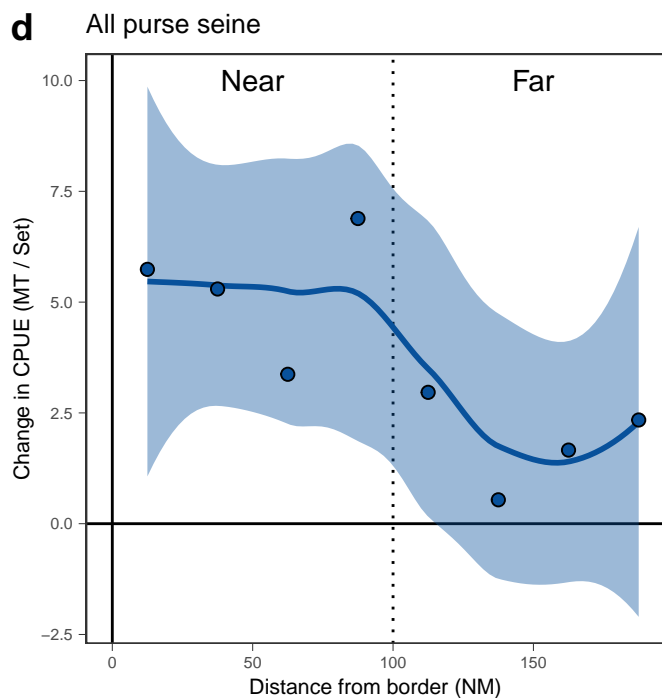 d All purse seine
Near Far
10.0
7.5
5.0
2.5
0.0
−2.5
Change in CPUE (MT / Set)
0 50 100 150
Distance from border (NM)